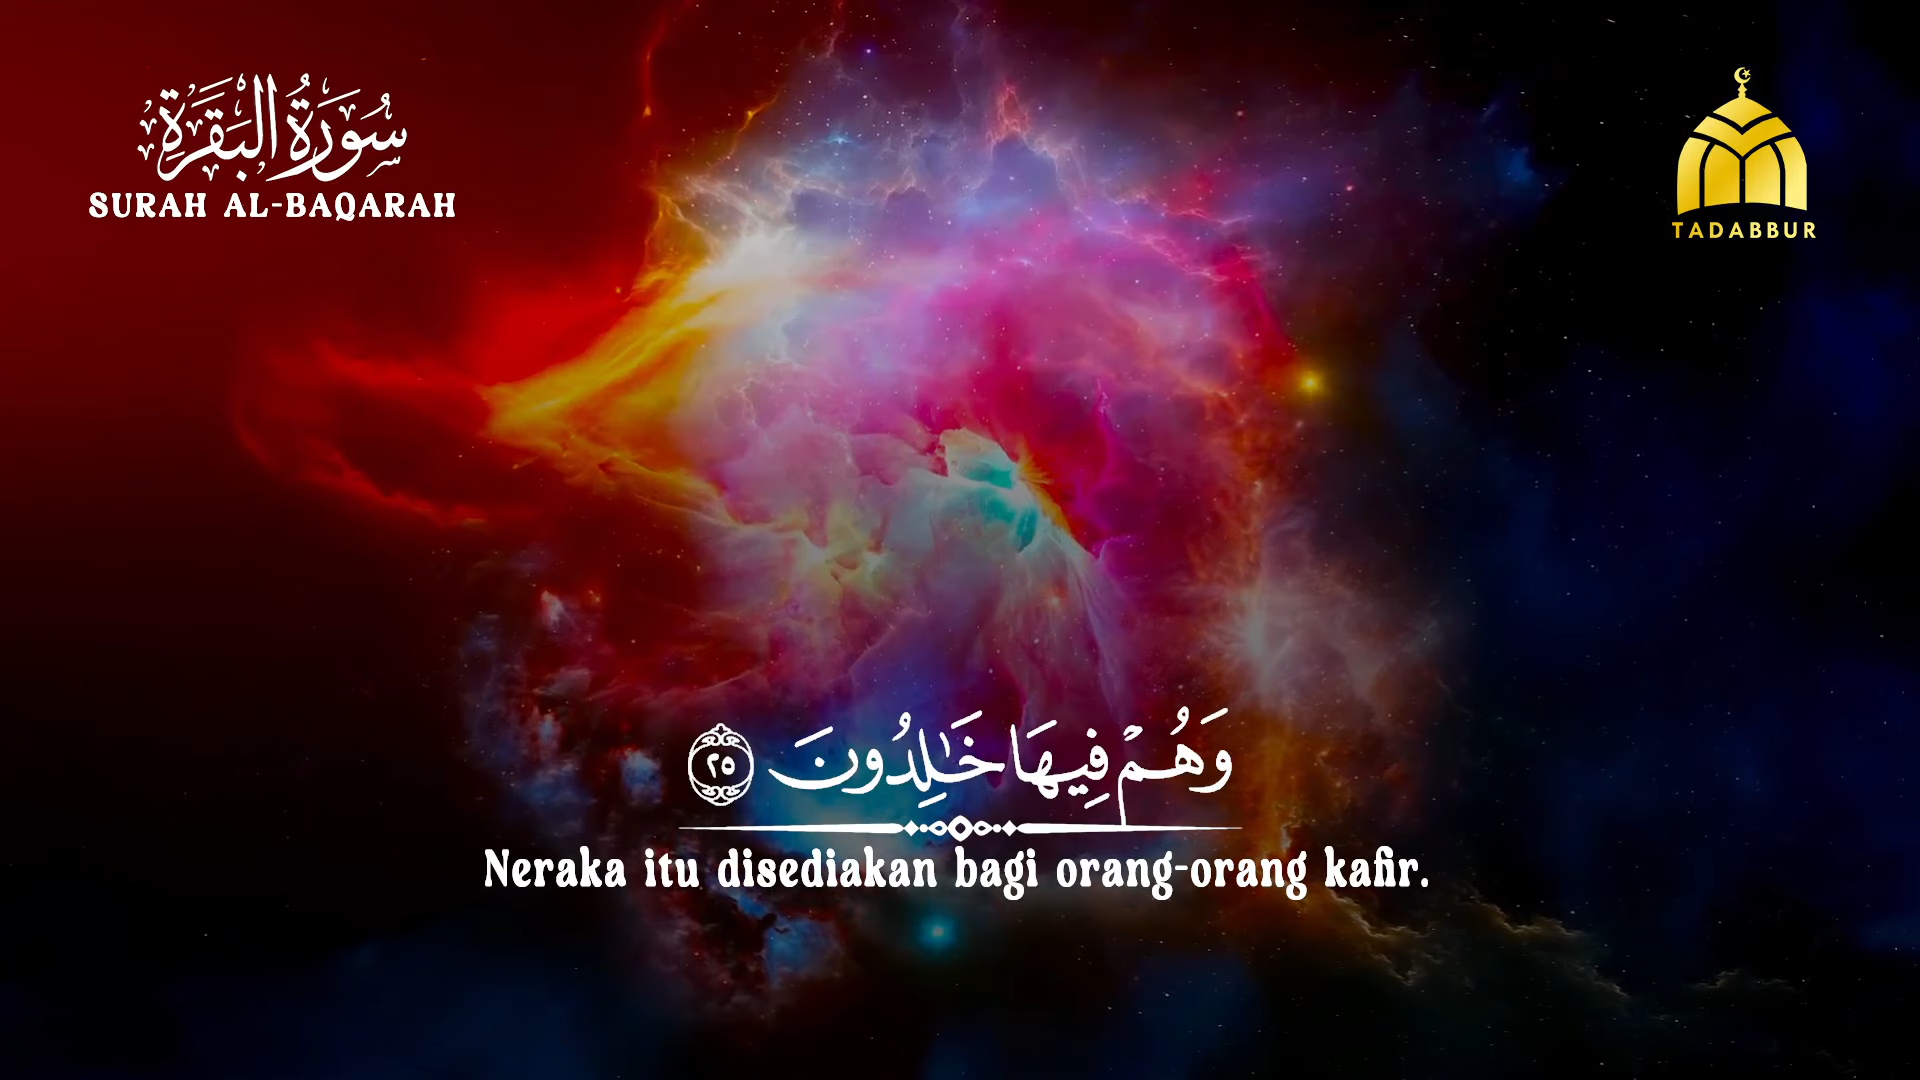 سُورَةُ البَقَرَةِ
SURAH AL-BAQARAH
TADABBUR
وَهُمْ فِيهَا خَـٰلِدُونَ ٢٥
Neraka itu disediakan bagi orang-orang kafir.